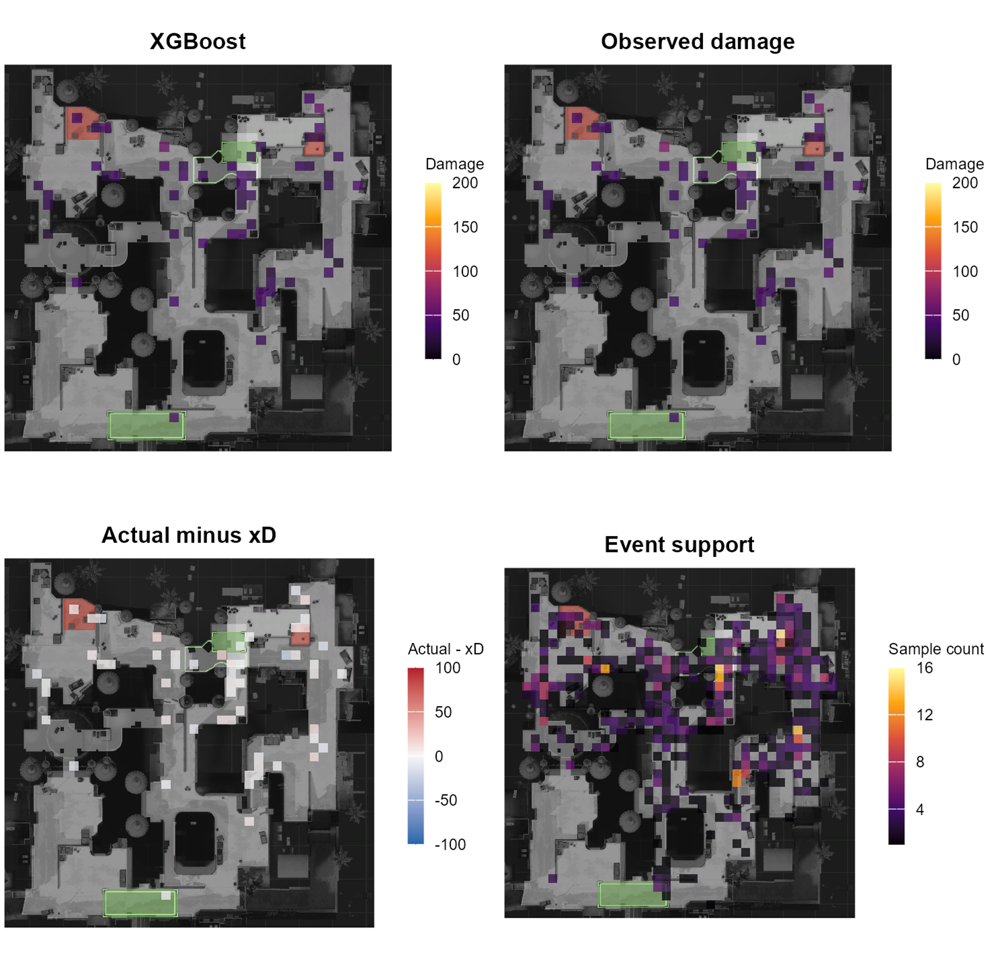 XGBoost
Damage
200
150
100
50
0
Observed damage
Damage
200
150
100
50
0
Actual minus xD
Actual - xD
100
50
0
-50
-100
Event support
Sample count
16
12
8
4